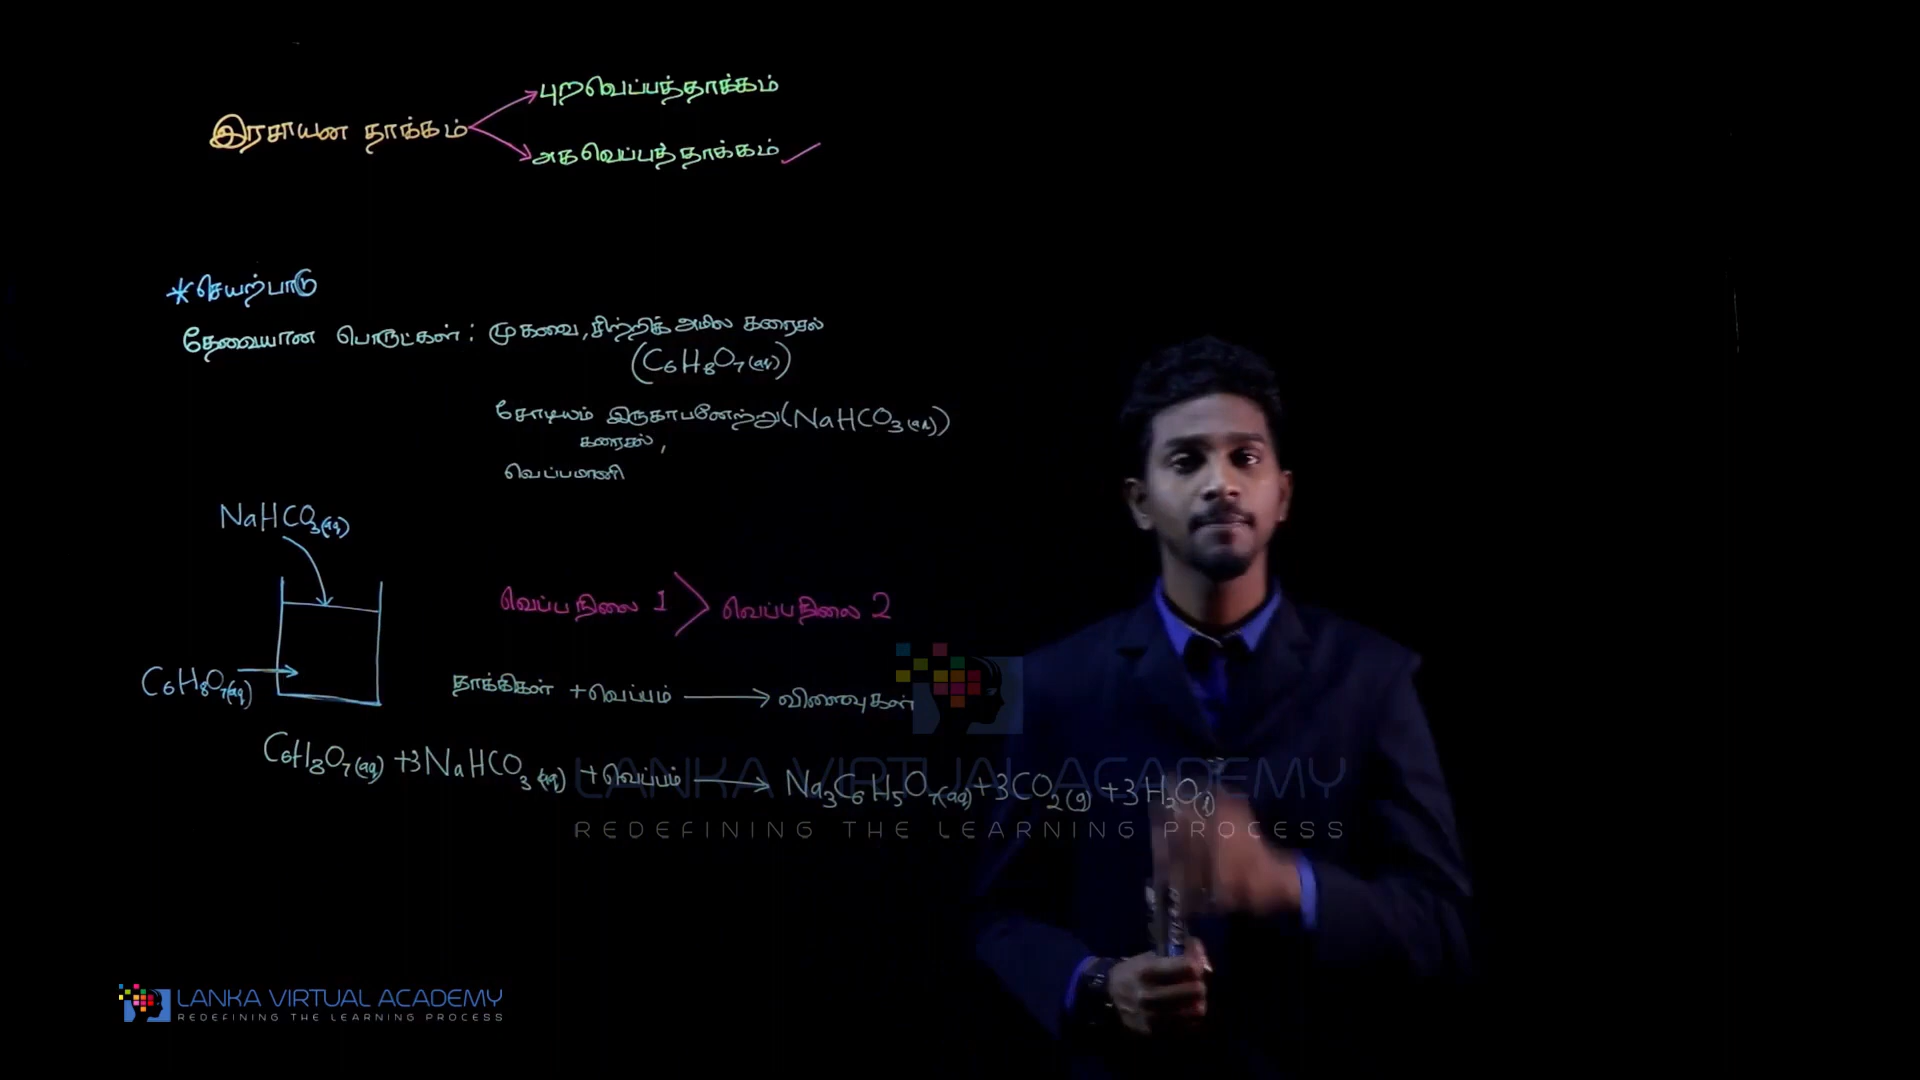 புறவெப்பத்தாக்கம்
இரசாயன தாக்கம்
அகவெப்பத்தாக்கம்
*செயற்பாடு
தேவையான பொருட்கள் : முகவை, சிற்றிக் அமில கரைசல்
(C6H8O7(aq))
சோடியம் இருகாபனேற்று (NaHCO3(aq))
கரைசல்,
வெப்பமானி
NaHCO3(aq)
வெப்பநிலை 1 > வெப்பநிலை 2
C6H8O7(aq)
தாக்கிகள் + வெப்பம் → விளைவுகள்
C6H8O7(aq) + 3NaHCO3(aq) + வெப்பம் → Na3C6H5O7(aq) + 3CO2(g) + 3H2O(l)
LANKA VIRTUAL ACADEMY
REDEFINING THE LEARNING PROCESS
LANKA VIRTUAL ACADEMY
REDEFINING THE LEARNING PROCESS